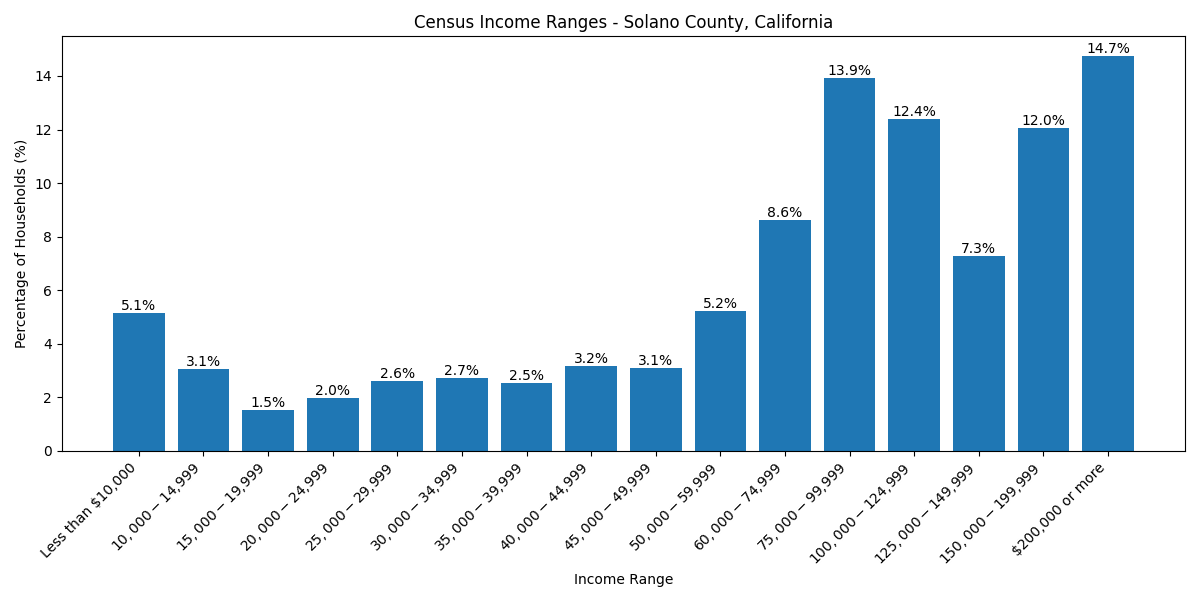 Census Income Ranges - Solano County, California
Percentage of Households (%)
14
12
10
8
6
4
2
0
5.1%
3.1%
1.5%
2.0%
2.6%
2.7%
2.5%
3.2%
3.1%
5.2%
8.6%
13.9%
12.4%
7.3%
12.0%
14.7%
Less than $10,000
10,000 − 14,999
15,000 − 19,999
20,000 − 24,999
25,000 − 29,999
30,000 − 34,999
35,000 − 39,999
40,000 − 44,999
45,000 − 49,999
50,000 − 59,999
60,000 − 74,999
75,000 − 99,999
100,000 − 124,999
125,000 − 149,999
150,000 − 199,999
$200,000 or more
Income Range